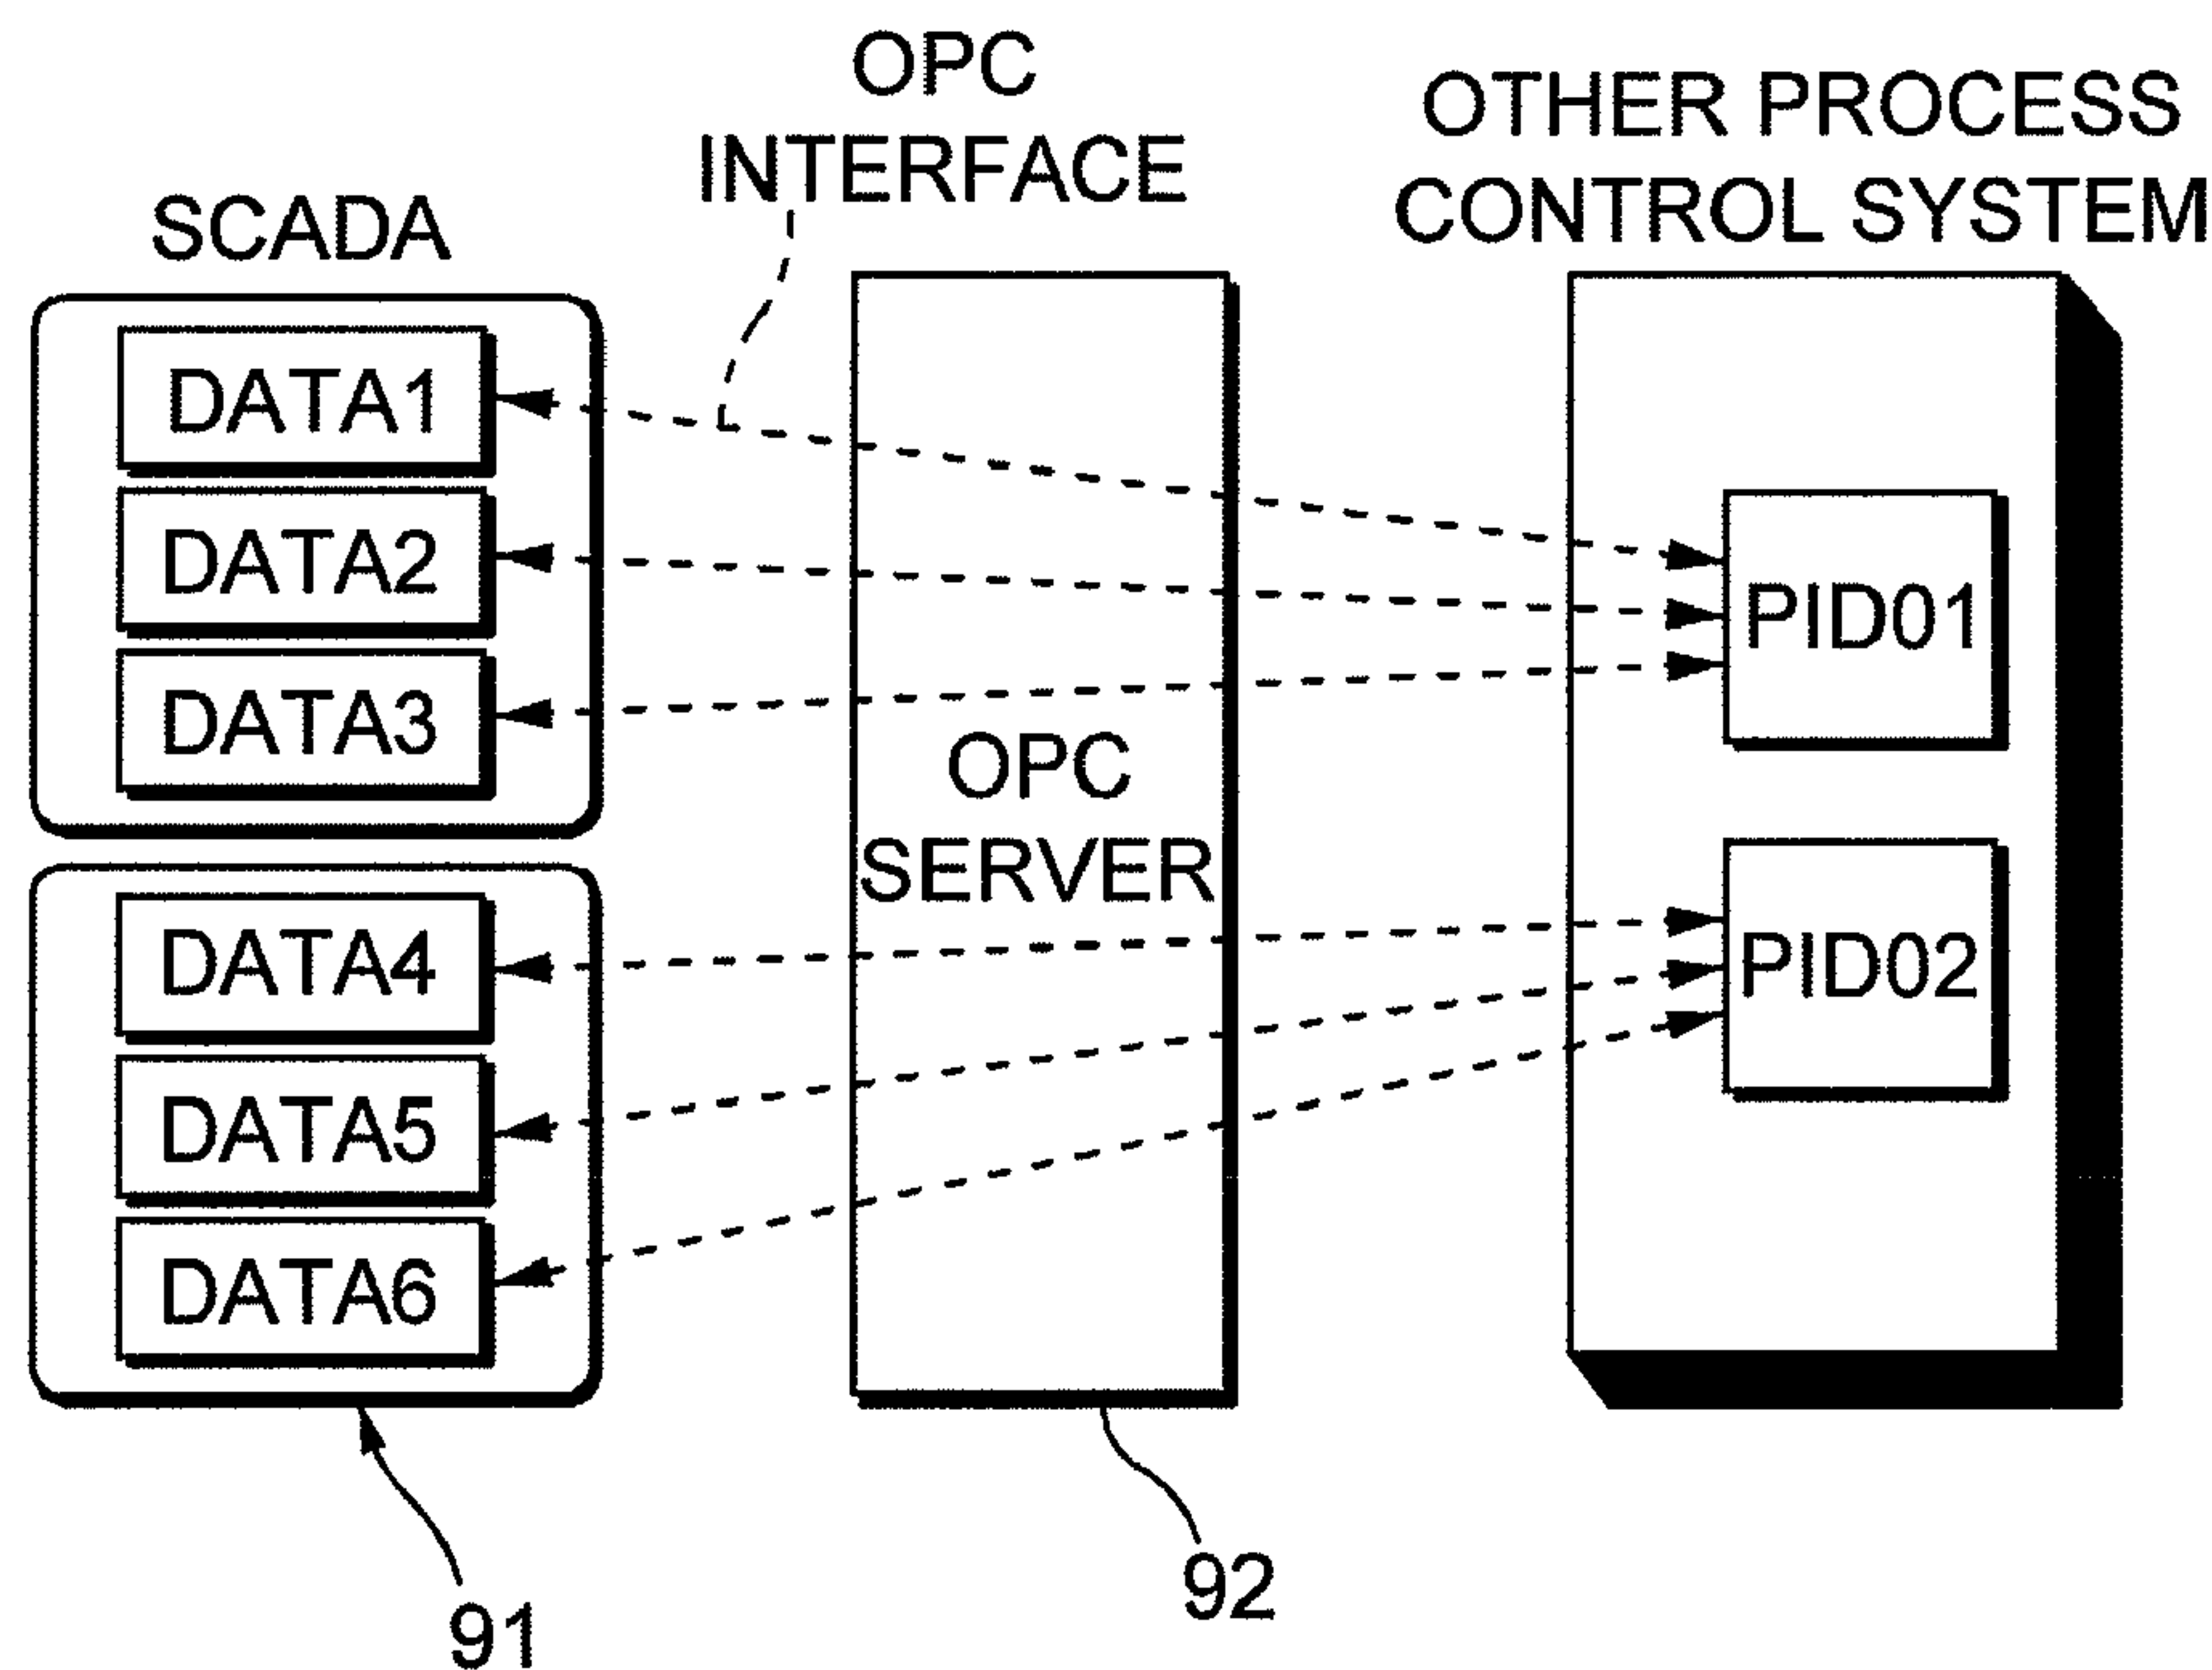 OPC
INTERFACE
OTHER PROCESS
CONTROL SYSTEM
SCADA
DATA1
DATA2
DATA3
DATA4
DATA5
DATA6
OPC
SERVER
PID01
PID02
91
92